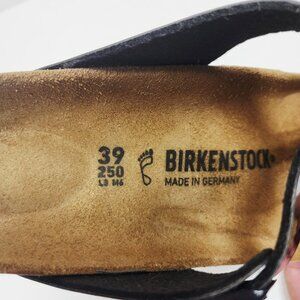 39
250
L8 M6
BIRKENSTOCK®
MADE IN GERMANY